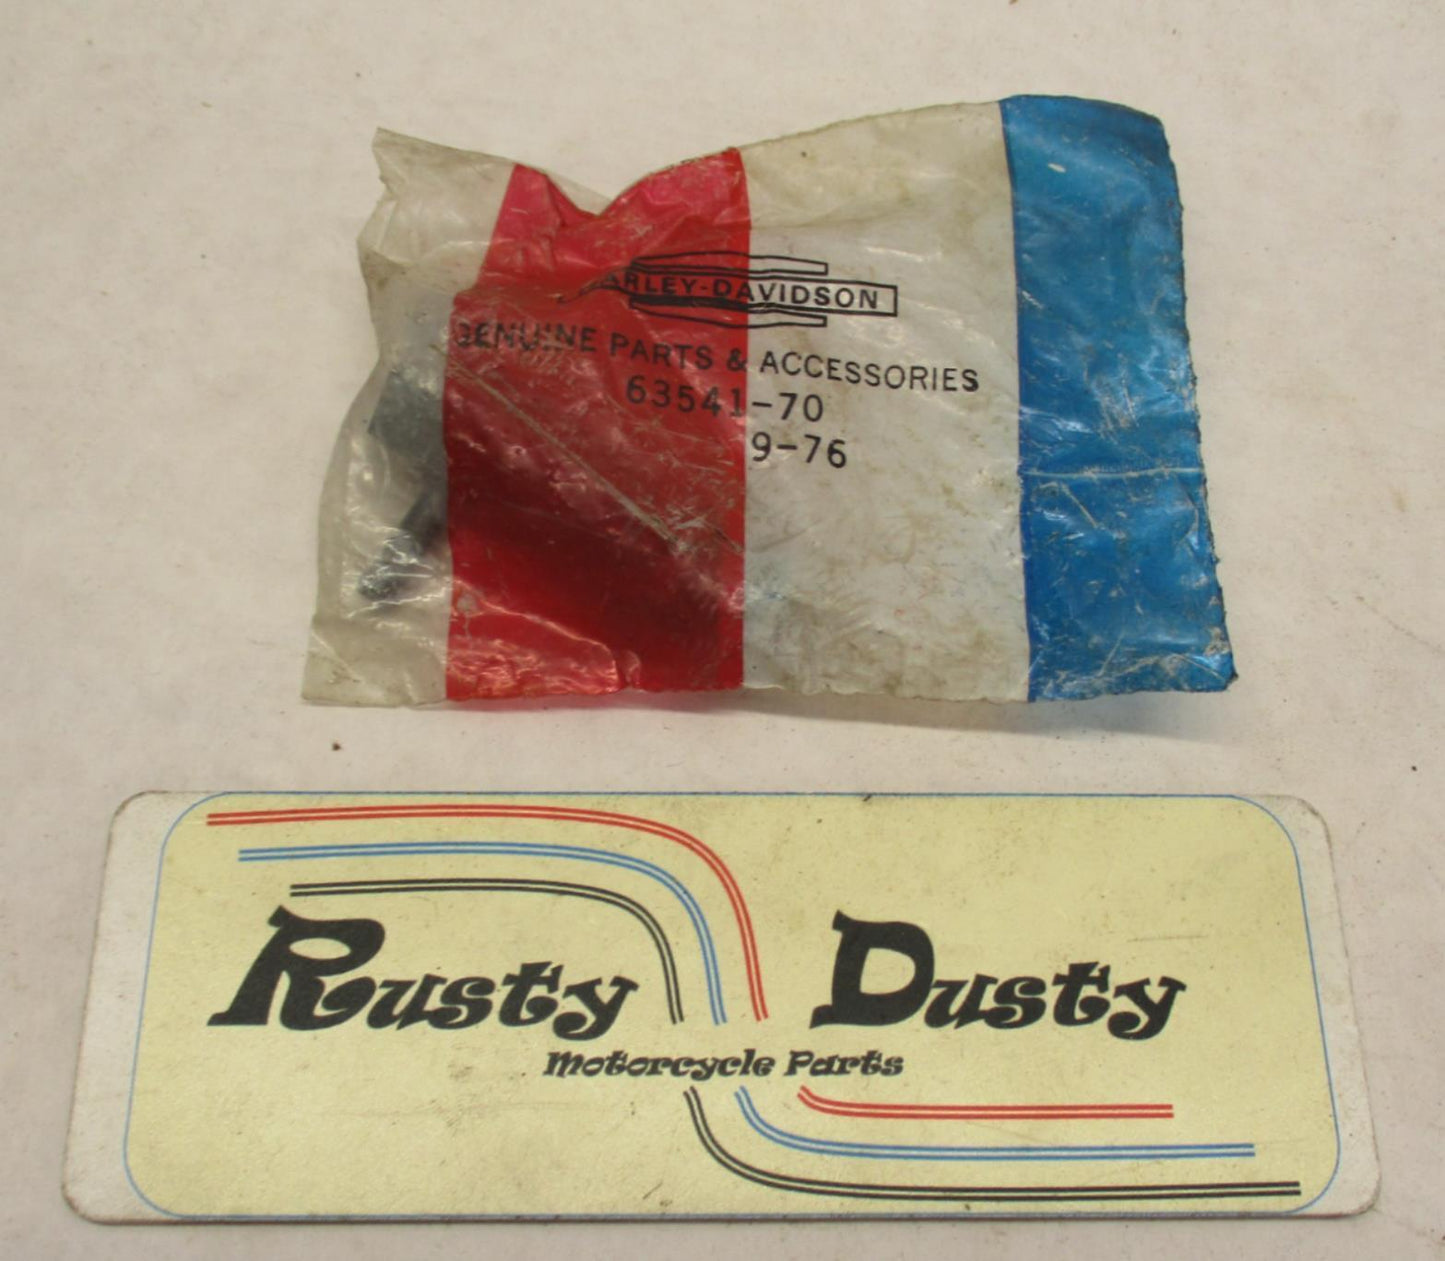 HARLEY-DAVIDSON
GENUINE PARTS & ACCESSORIES
63541-70
9-76
Rusty Dusty
Motorcycle Parts